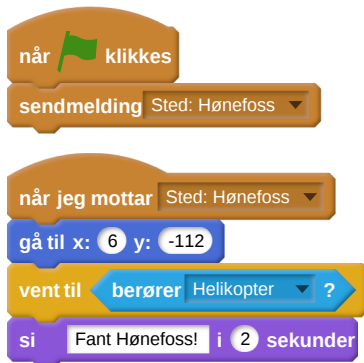 når klikkes
sendmelding Sted: Hønefoss
når jeg mottar Sted: Hønefoss
gå til x: 6 y: -112
vent til berører Helikopter ?
si Fant Hønefoss! i 2 sekunder